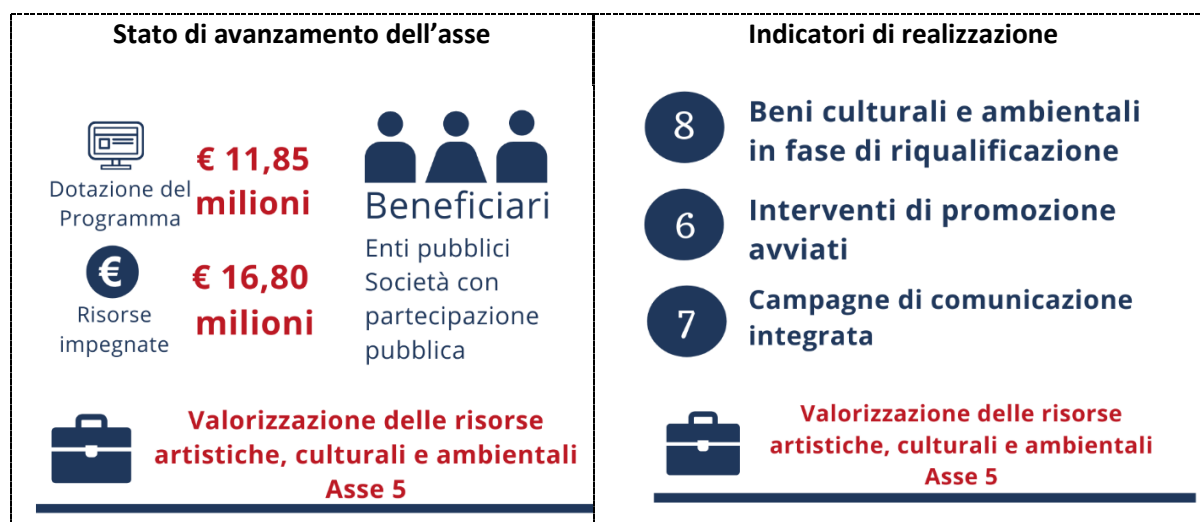 Stato di avanzamento dell’asse
Dotazione del
Programma
€ 11,85
milioni
€
Risorse
impegnate
€ 16,80
milioni
Beneficiari
Enti pubblici
Società con
partecipazione
pubblica
Valorizzazione delle risorse
artistiche, culturali e ambientali
Asse 5
Indicatori di realizzazione
8
Beni culturali e ambientali
in fase di riqualificazione
6
Interventi di promozione
avviati
7
Campagne di comunicazione
integrata
Valorizzazione delle risorse
artistiche, culturali e ambientali
Asse 5